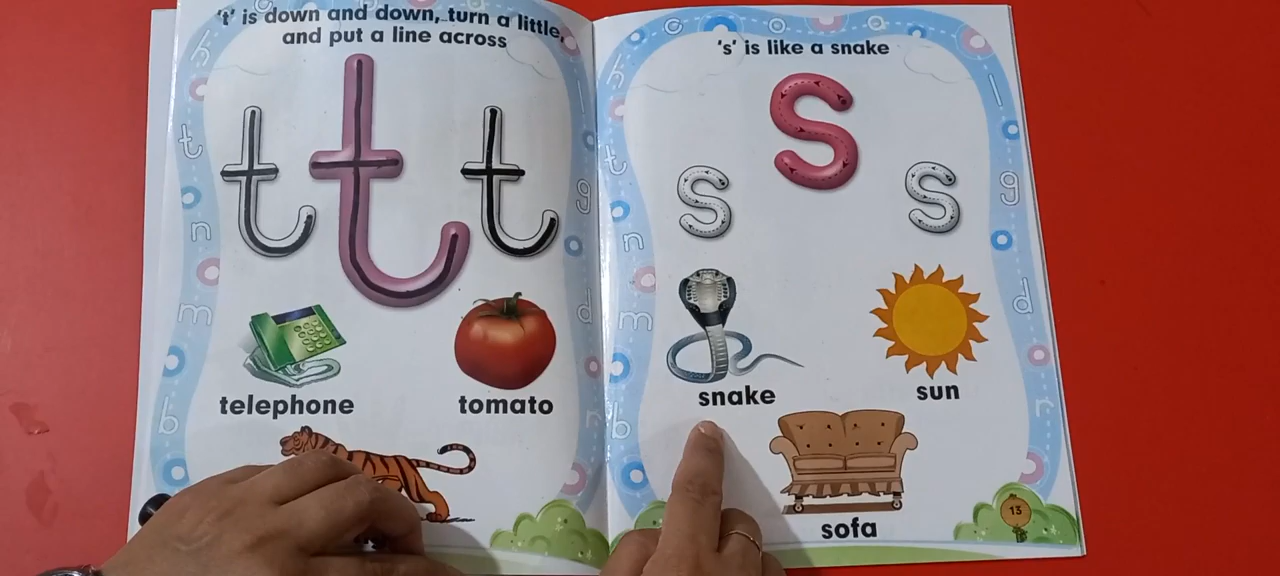 't' is down and down, turn a little,
and put a line across
t t t
telephone
tomato
's' is like a snake
s
s s
snake
sun
sofa
13
t
n
m
b
g
d
t
n
m
b
l
g
d
r